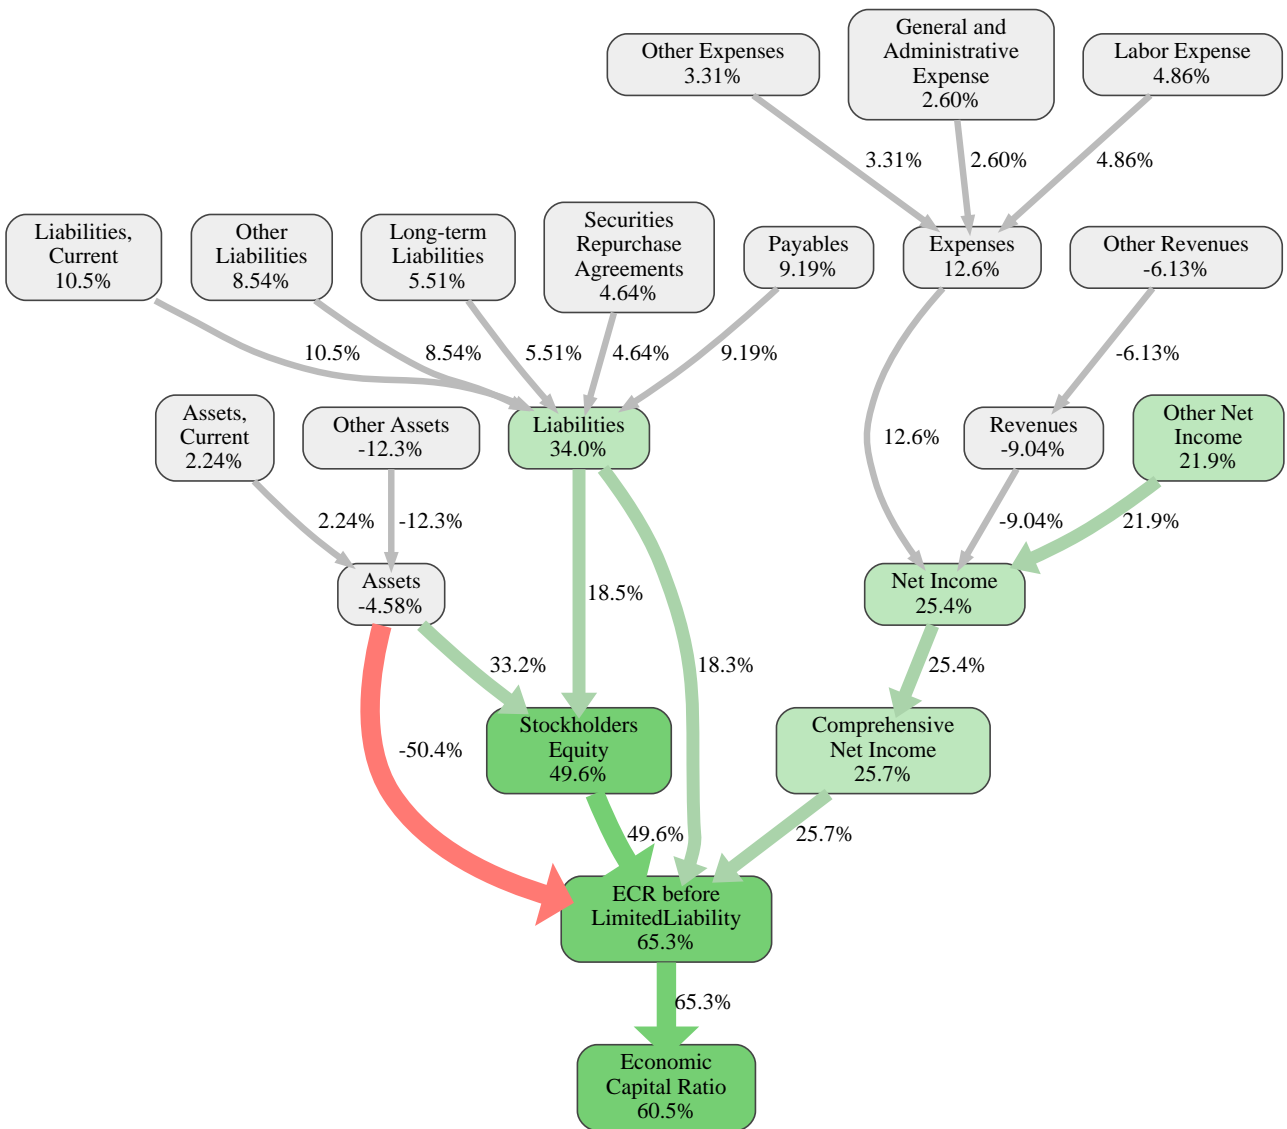 Other Expenses
3.31%
General and
Administrative
Expense
2.60%
Labor Expense
4.86%
3.31%
2.60%
4.86%
Liabilities,
Current
10.5%
Other
Liabilities
8.54%
Long-term
Liabilities
5.51%
Securities
Repurchase
Agreements
4.64%
Payables
9.19%
Expenses
12.6%
Other Revenues
-6.13%
10.5%
8.54%
5.51%
4.64%
9.19%
-6.13%
Assets,
Current
2.24%
Other Assets
-12.3%
Liabilities
34.0%
12.6%
Revenues
-9.04%
Other Net
Income
21.9%
2.24%
-12.3%
-9.04%
21.9%
Assets
-4.58%
18.5%
Net Income
25.4%
33.2%
18.3%
25.4%
-50.4%
Stockholders
Equity
49.6%
Comprehensive
Net Income
25.7%
49.6%
25.7%
ECR before
LimitedLiability
65.3%
65.3%
Economic
Capital Ratio
60.5%